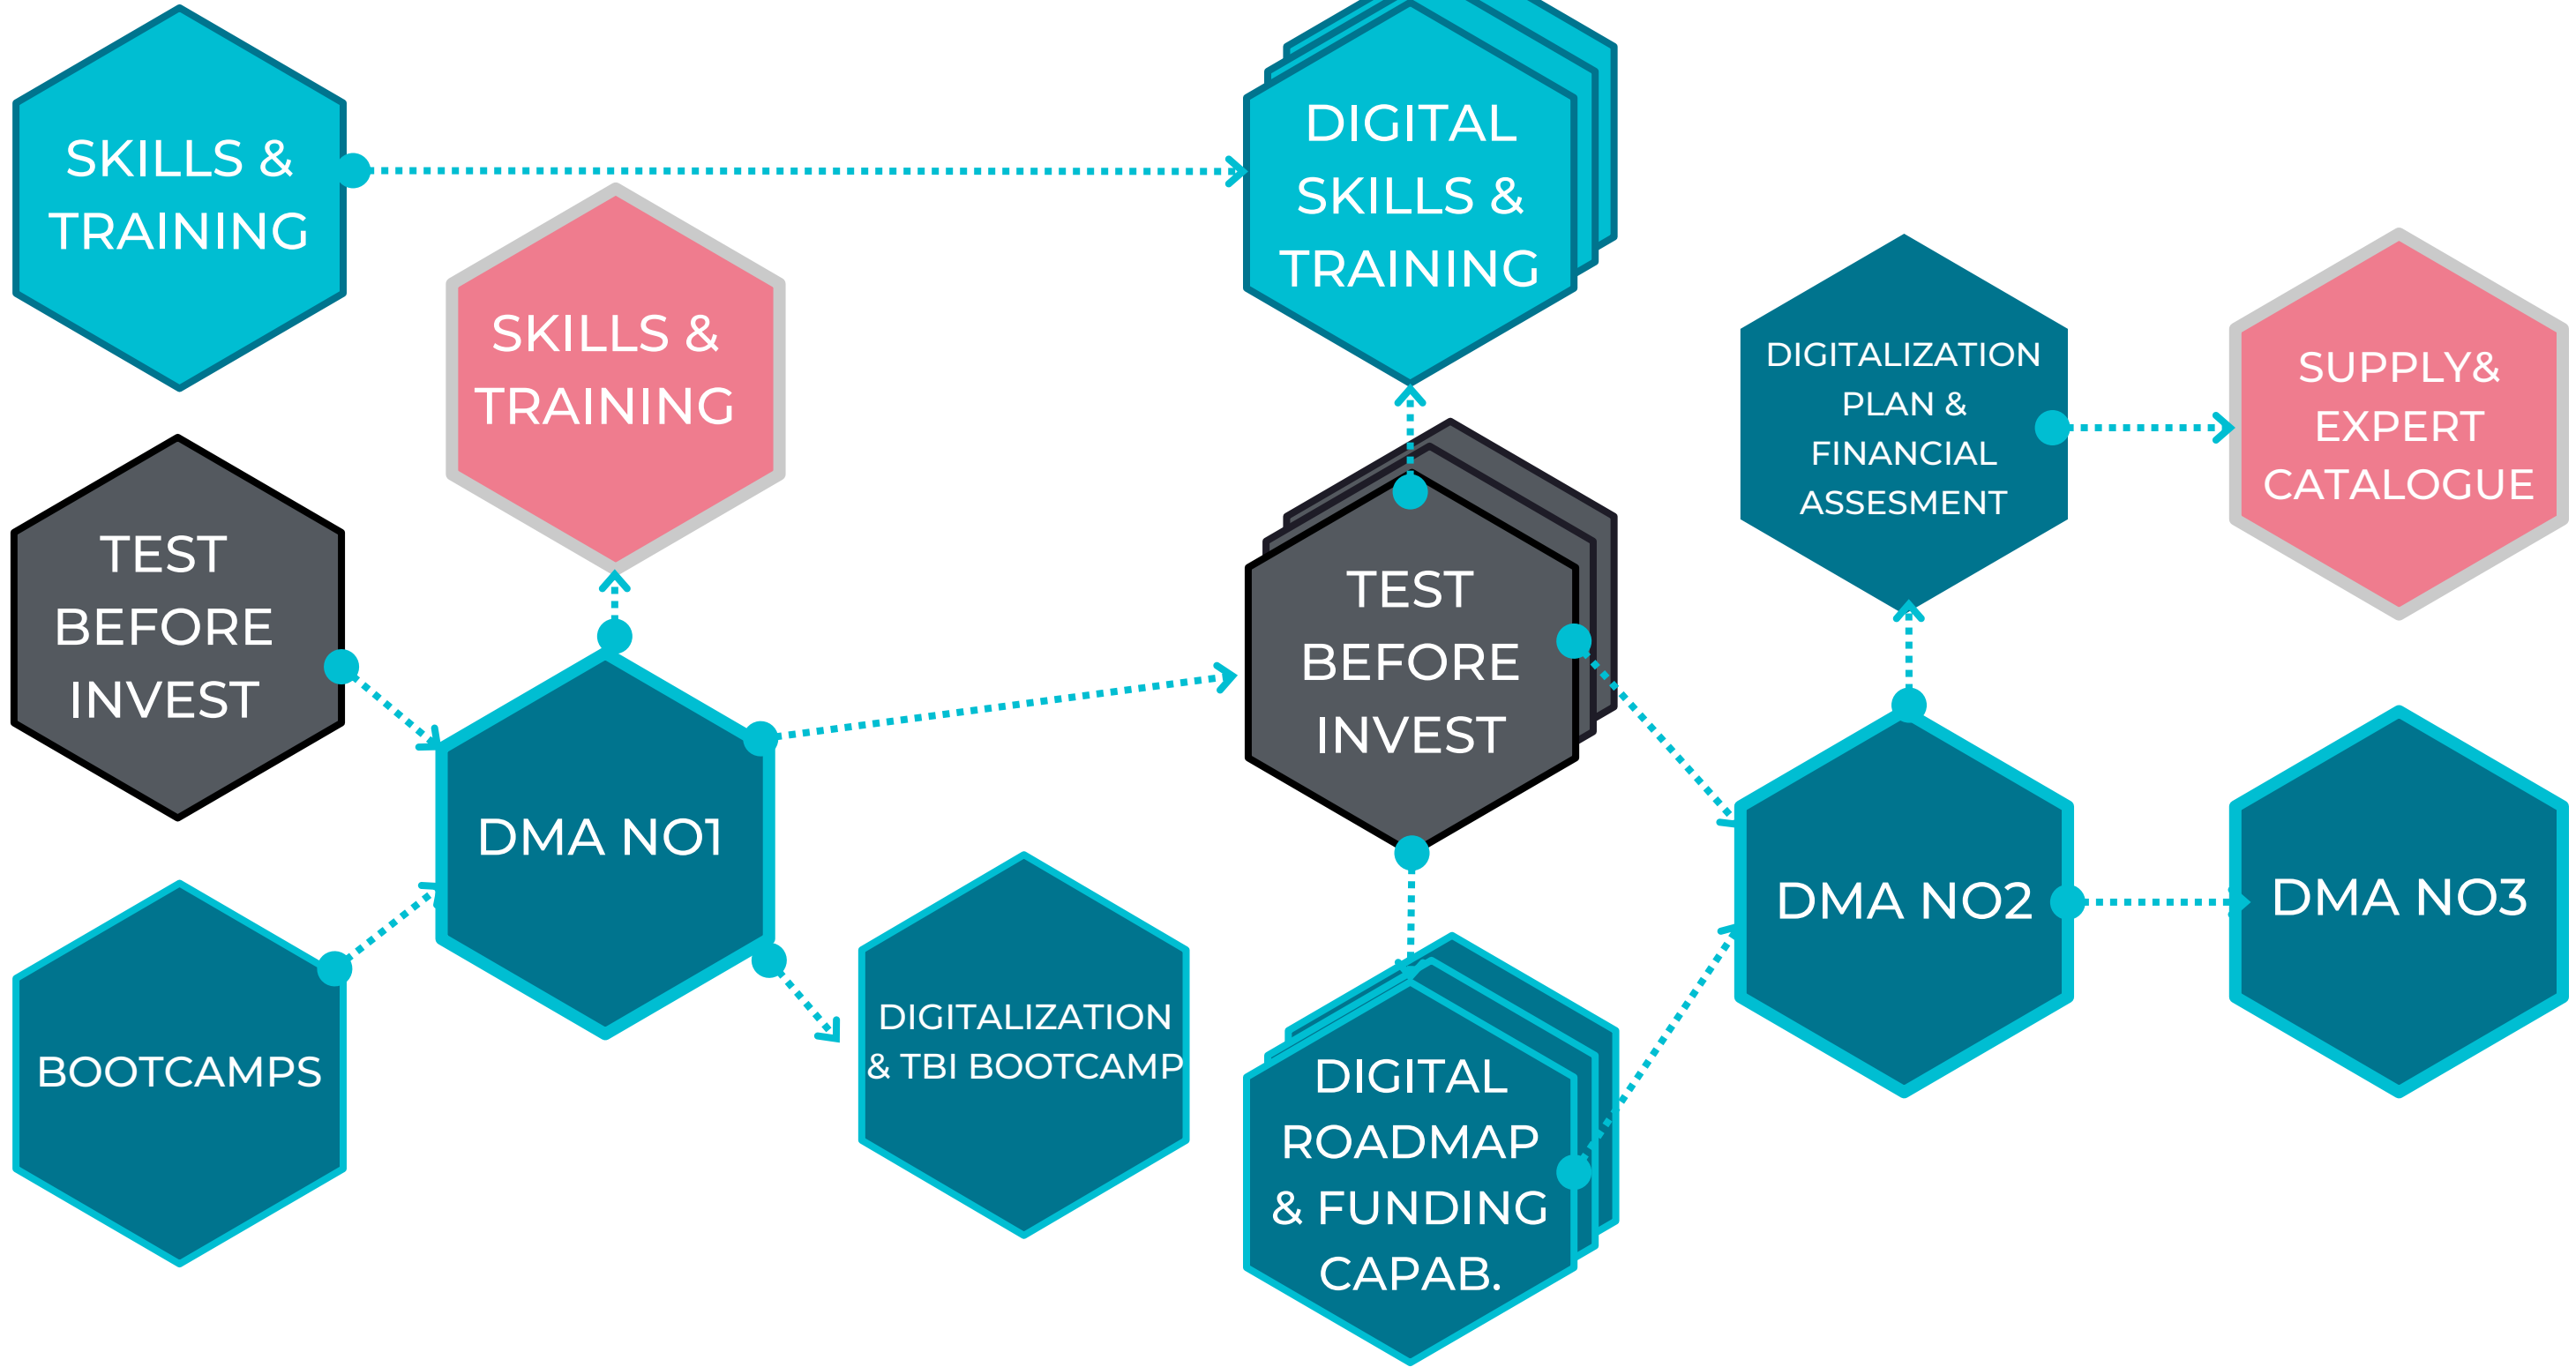 SKILLS &
TRAINING
TEST
BEFORE
INVEST
BOOTCAMPS
SKILLS &
TRAINING
DMA NO1
DIGITALIZATION
& TBI BOOTCAMP
DIGITAL
SKILLS &
TRAINING
TEST
BEFORE
INVEST
DIGITAL
ROADMAP
& FUNDING
CAPAB.
DIGITALIZATION
PLAN &
FINANCIAL
ASSESMENT
DMA NO2
SUPPLY&
EXPERT
CATALOGUE
DMA NO3